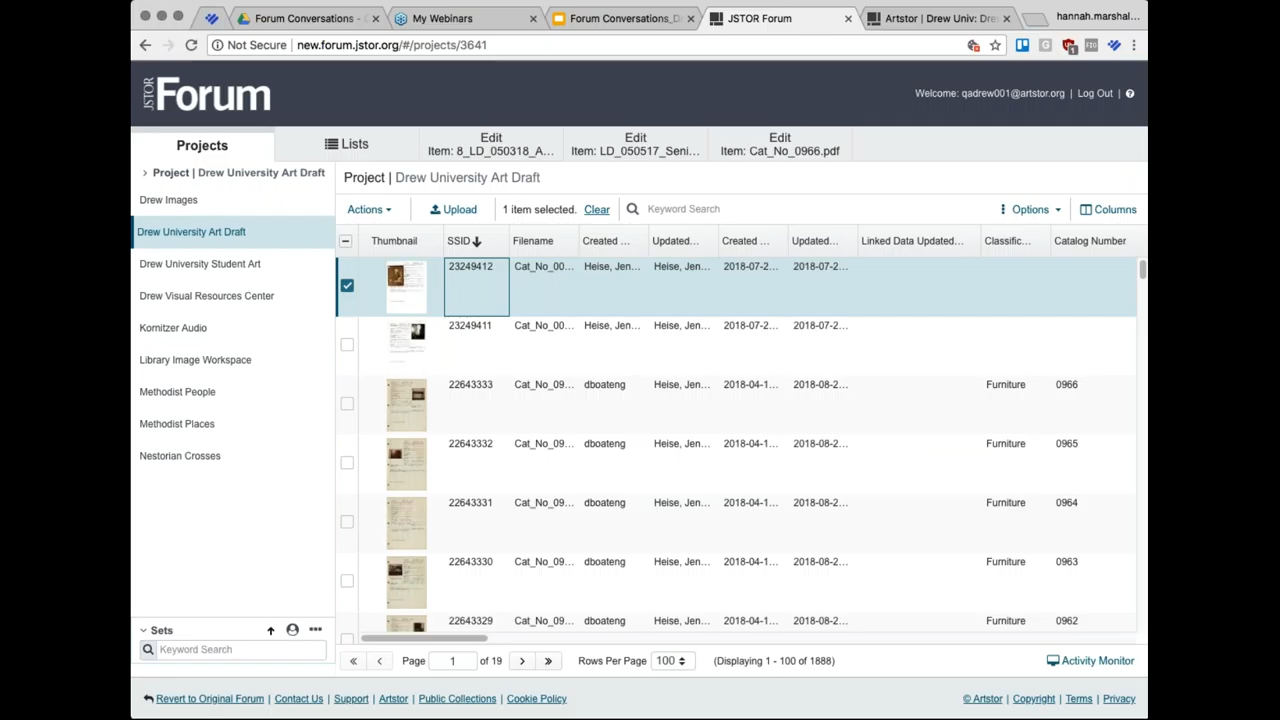 Forum Conversations - C
My Webinars
Forum Conversations_D
JSTOR Forum
Artstor | Drew Univ: Dre
hannah.marshal...
Not Secure | new.forum.jstor.org/#/projects/3641
JSTOR Forum
Welcome: qadrew001@artstor.org | Log Out |
Projects
Lists
Edit
Item: 8_LD_050318_A...
Edit
Item: LD_050517_Seni...
Edit
Item: Cat_No_0966.pdf
Project | Drew University Art Draft
Drew Images
Drew University Art Draft
Drew University Student Art
Drew Visual Resources Center
Kornitzer Audio
Library Image Workspace
Methodist People
Methodist Places
Nestorian Crosses
Sets
Keyword Search
Project | Drew University Art Draft
Actions
Upload
1 item selected. Clear
Keyword Search
Options
Columns
Thumbnail SSID Filename Created ... Updated... Created ... Updated... Linked Data Updated... Classific... Catalog Number
23249412 Cat_No_00... Heise, Jen... Heise, Jen... 2018-07-2... 2018-07-2...
23249411 Cat_No_00... Heise, Jen... Heise, Jen... 2018-07-2... 2018-07-2...
22643333 Cat_No_09... dboateng Heise, Jen... 2018-04-1... 2018-08-2... Furniture 0966
22643332 Cat_No_09... dboateng Heise, Jen... 2018-04-1... 2018-08-2... Furniture 0965
22643331 Cat_No_09... dboateng Heise, Jen... 2018-04-1... 2018-08-2... Furniture 0964
22643330 Cat_No_09... dboateng Heise, Jen... 2018-04-1... 2018-08-2... Furniture 0963
22643329 Cat_No_09... dboateng Heise, Jen... 2018-04-1... 2018-08-2... Furniture 0962
Page 1 of 19 Rows Per Page 100 (Displaying 1 - 100 of 1888)
Activity Monitor
Revert to Original Forum | Contact Us | Support | Artstor | Public Collections | Cookie Policy
© Artstor | Copyright | Terms | Privacy